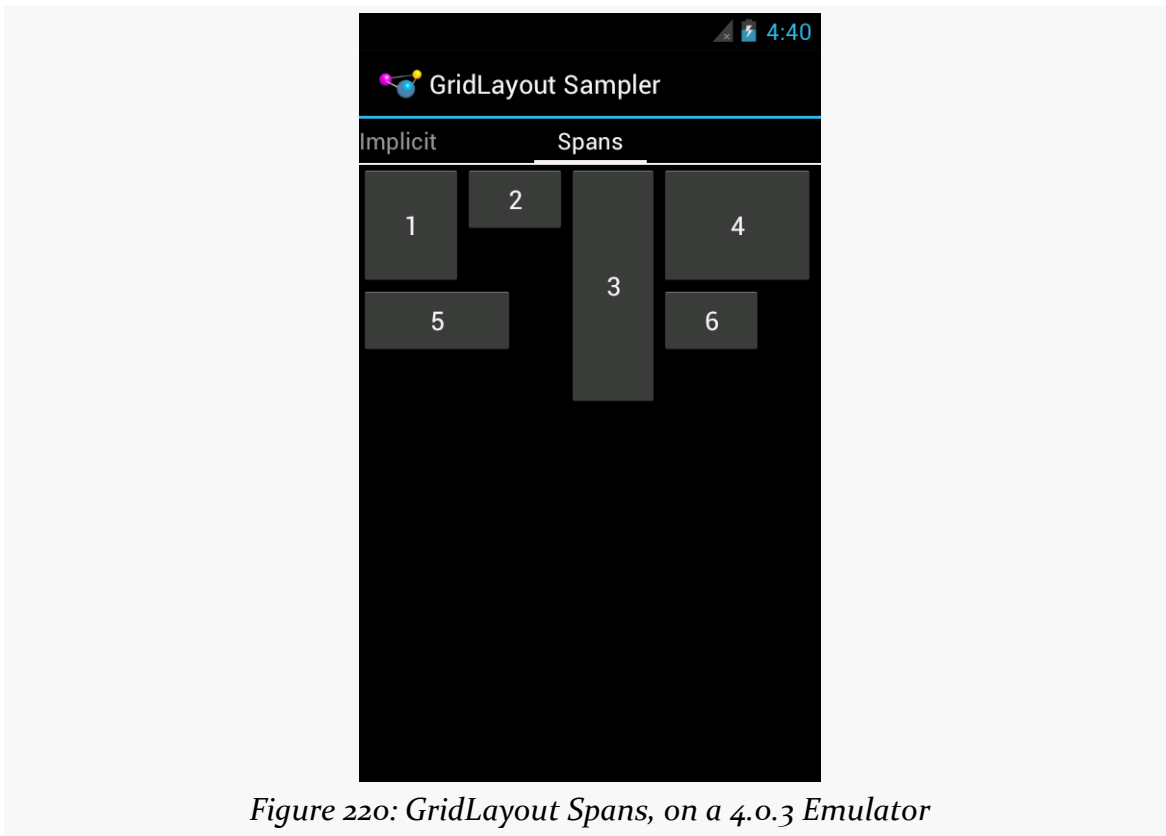 4:40
GridLayout Sampler
Implicit Spans
1 2 3 4
5 6
Figure 220: GridLayout Spans, on a 4.0.3 Emulator